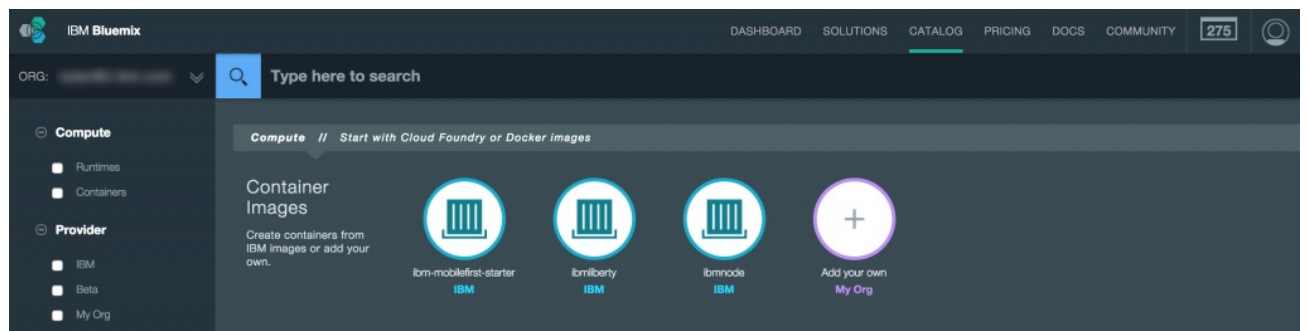 IBM Bluemix
DASHBOARD SOLUTIONS CATALOG PRICING DOCS COMMUNITY 275
ORG:
Type here to search
Compute
Runtimes
Containers
Provider
IBM
Beta
My Org
Compute // Start with Cloud Foundry or Docker images
Container
Images
Create containers from
IBM images or add your
own.
ibm-mobilefirst-starter
IBM
ibmliberty
IBM
ibmnode
IBM
Add your own
My Org